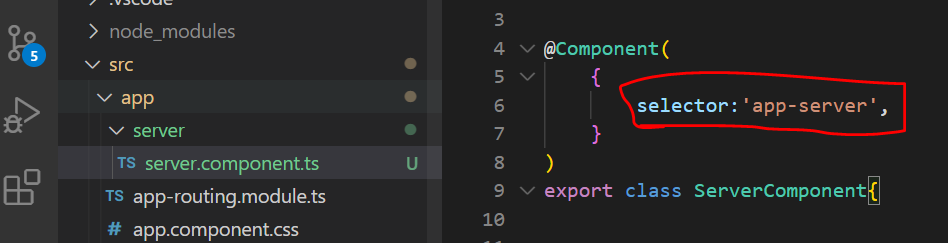 .vscode
node_modules
src
app
server
TS server.component.ts U
TS app-routing.module.ts
# app.component.css
5
3
4 @Component(
5 {
6 selector:'app-server',
7 }
8 )
9 export class ServerComponent{
10